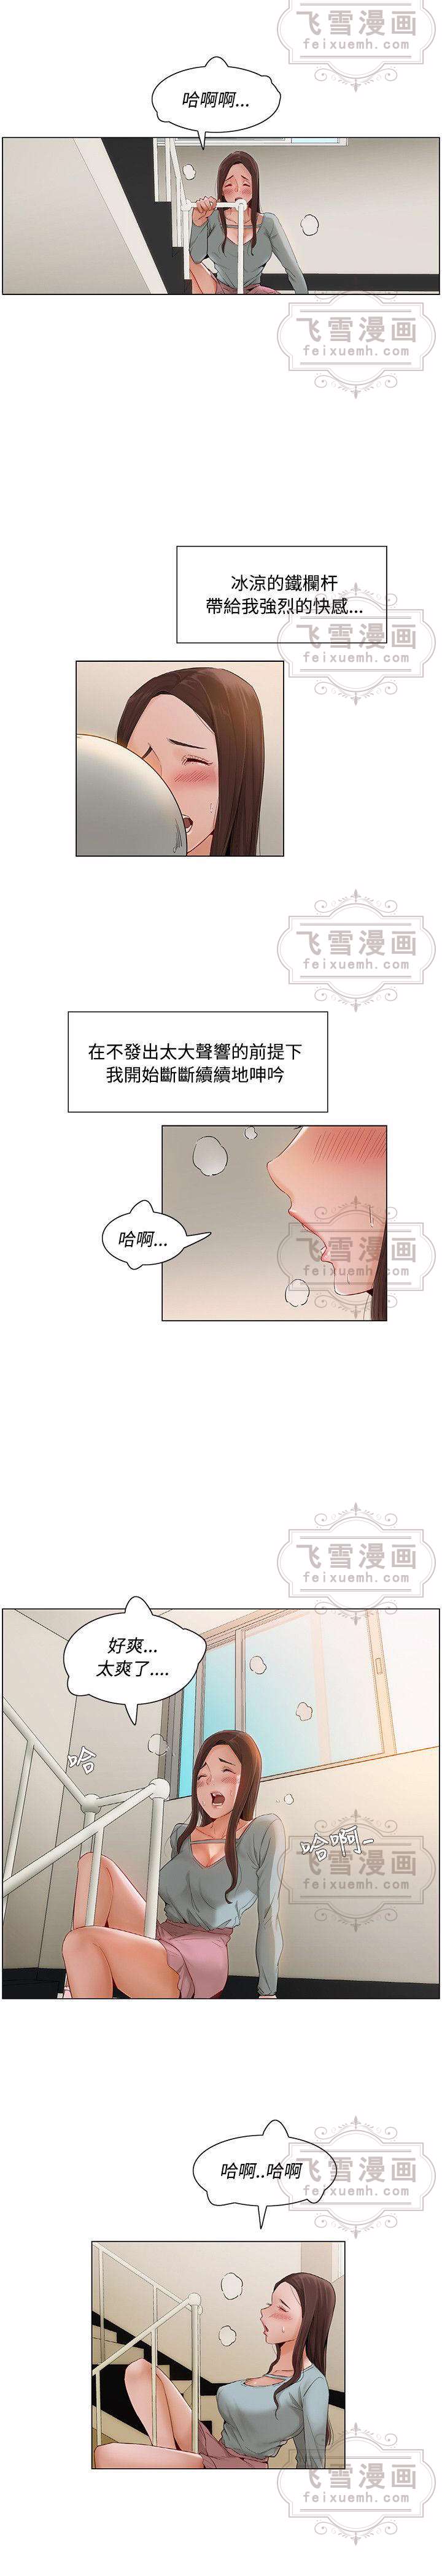 飞雪漫画
feixuemh.com
哈啊啊...
飞雪漫画
feixuemh.com
冰涼的鐵欄杆
帶給我強烈的快感...
飞雪漫画
feixuemh.com
飞雪漫画
feixuemh.com
在不發出太大聲響的前提下
我開始斷斷續續地呻吟
哈啊...
飞雪漫画
feixuemh.com
飞雪漫画
feixuemh.com
好爽...
太爽了....
哈
哈啊-
飞雪漫画
feixuemh.com
哈啊..哈啊
飞雪漫画
feixuemh.com
飞雪漫画
feixuemh.com